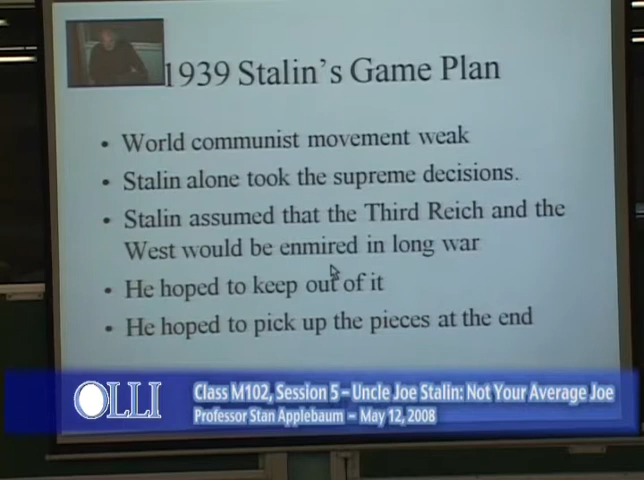 1939 Stalin's Game Plan
• World communist movement weak
• Stalin alone took the supreme decisions.
• Stalin assumed that the Third Reich and the
West would be enmired in long war
• He hoped to keep out of it
• He hoped to pick up the pieces at the end
OLLI
Class M102, Session 5 – Uncle Joe Stalin: Not Your Average Joe
Professor Stan Applebaum – May 12, 2008